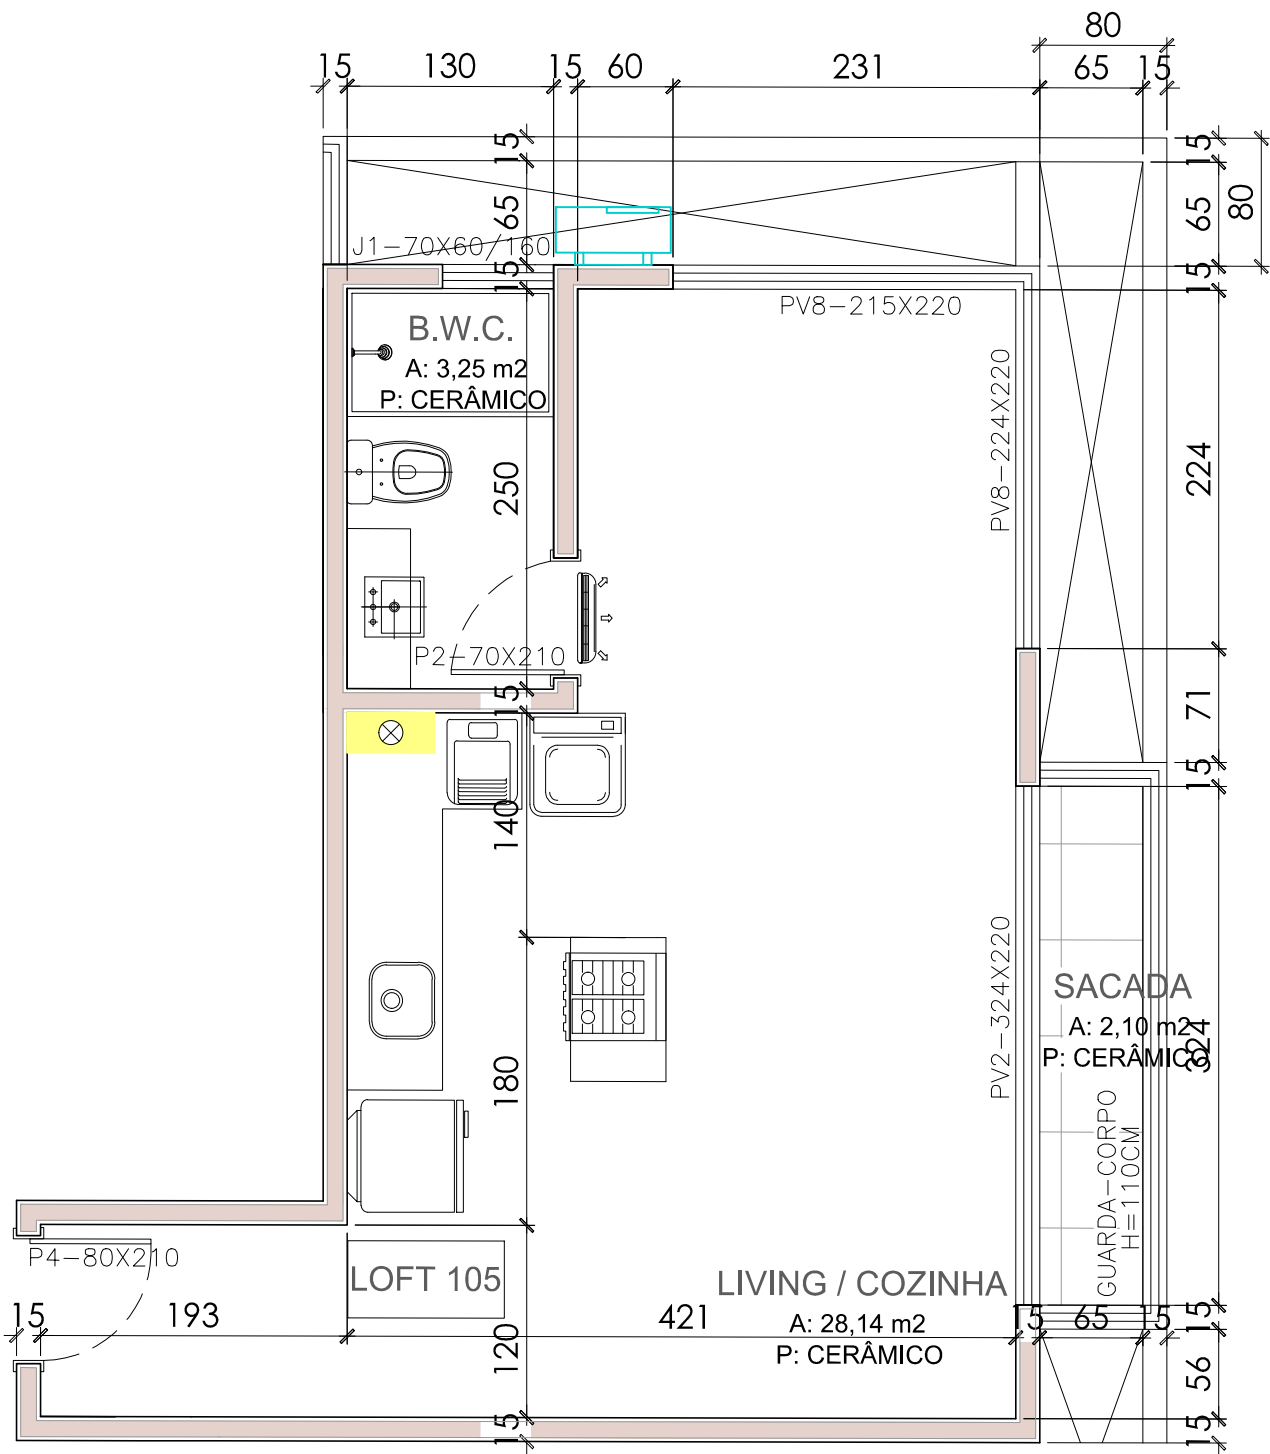 80
15 130 15 60 231 65 15
15
15
65
65
80
J1-70X60/160
15
15
PV8-215X220
B.W.C.
A: 3,25 m2
P: CERÂMICO
PV8-224X220
224
250
P2-70X210
15
71
15
140
PV2-324X220
SACADA
A: 2,10 m2
P: CERÂMICO
324
180
GUARDA-CORPO
H=110CM
P4-80X210
LOFT 105
LIVING / COZINHA
A: 28,14 m2
P: CERÂMICO
15 193 421 15 65 15
15
120
56
15
15